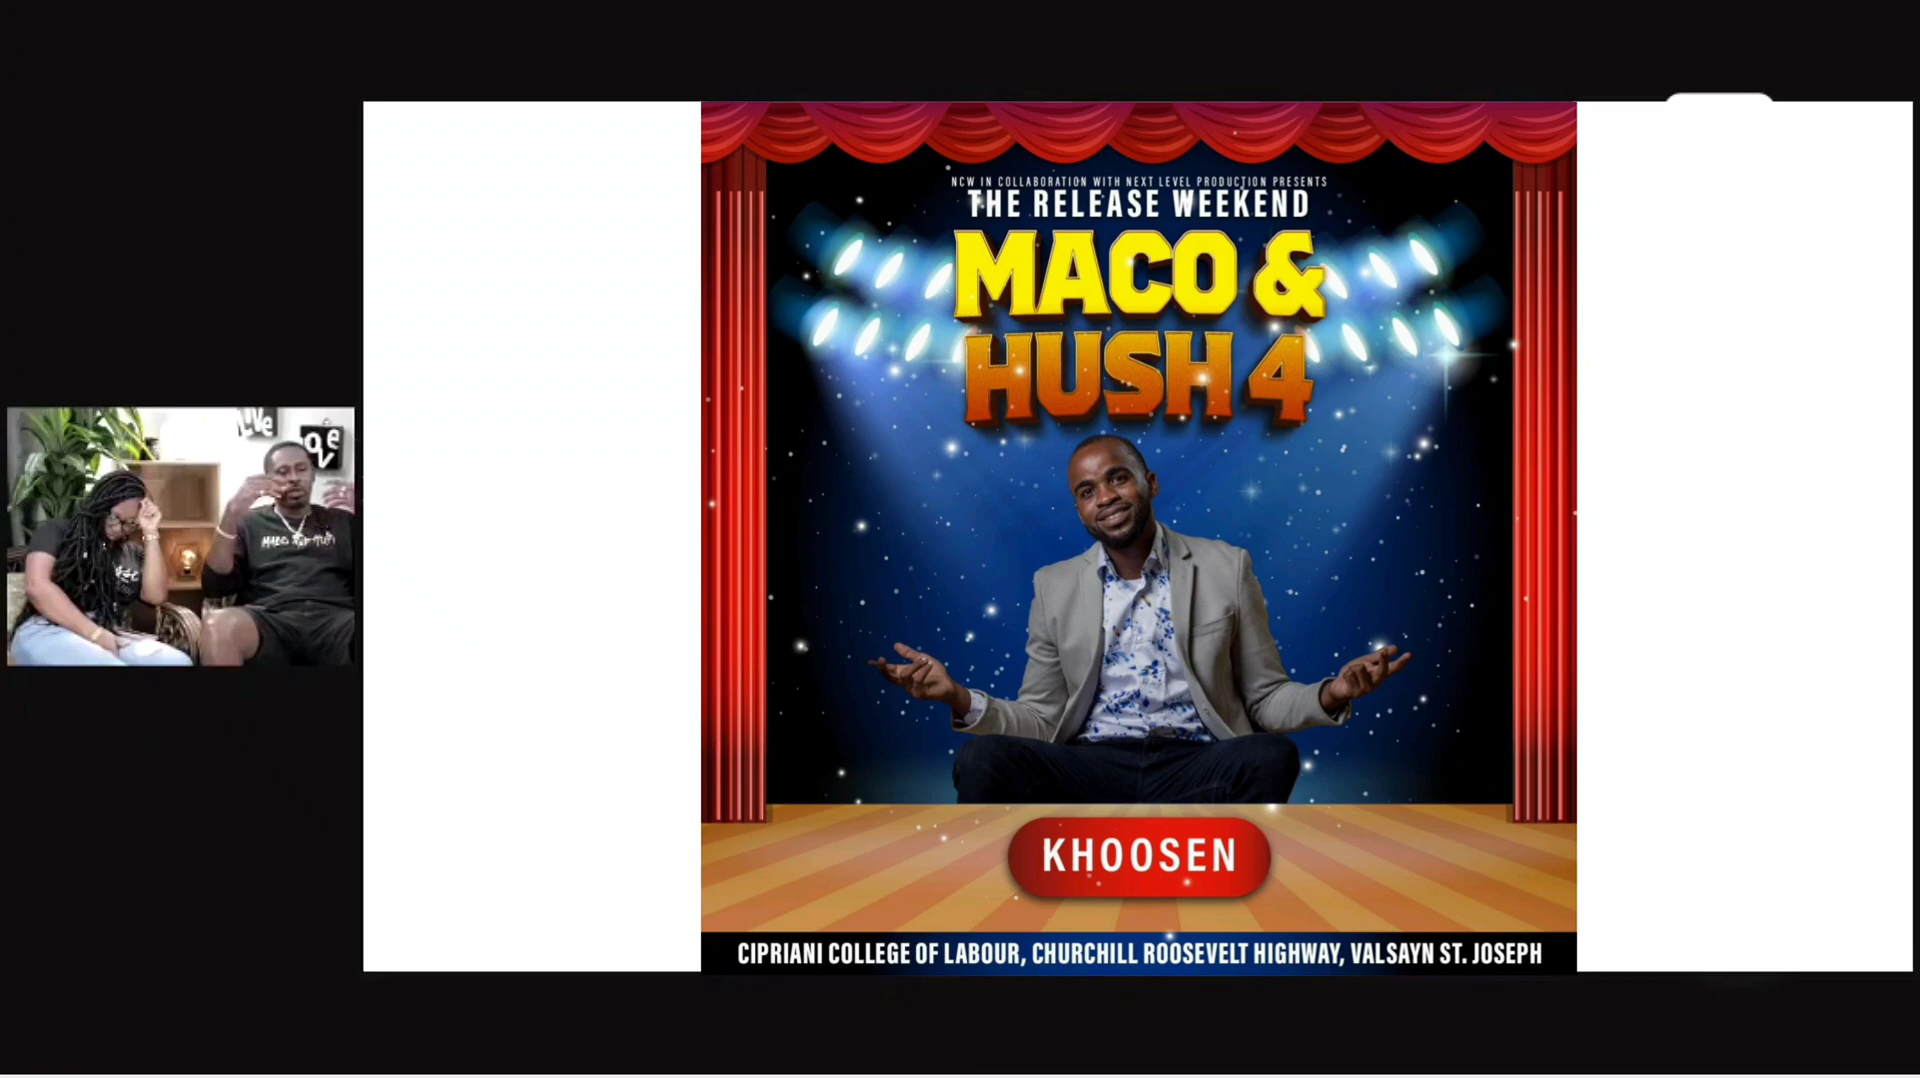 NCW IN COLLABORATION WITH NEXT LEVEL PRODUCTION PRESENTS
THE RELEASE WEEKEND
MACO &
HUSH 4
KHOOSEN
CIPRIANI COLLEGE OF LABOUR, CHURCHILL ROOSEVELT HIGHWAY, VALSAYN ST. JOSEPH